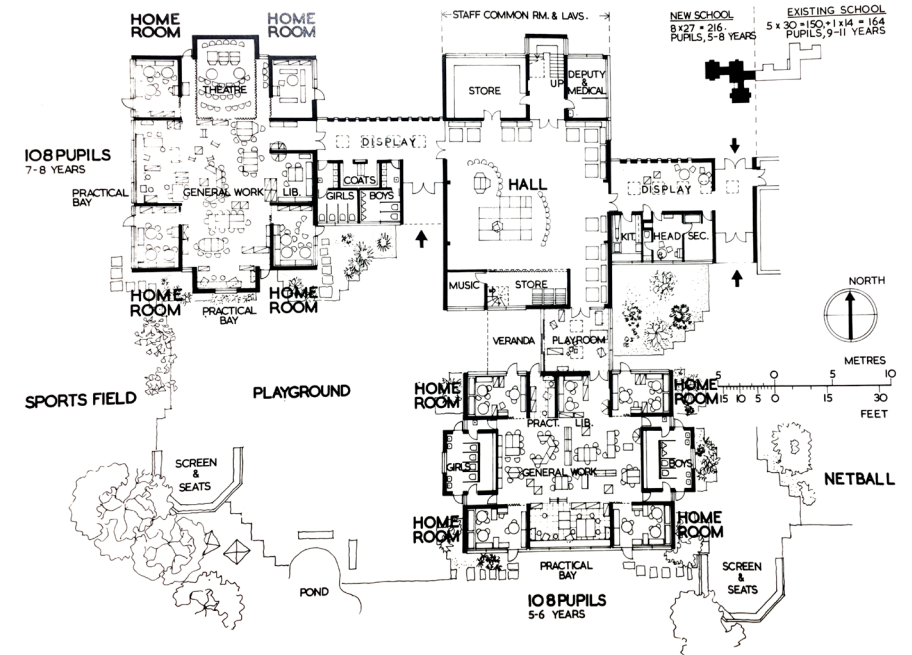 HOME
ROOM
HOME
ROOM
STAFF COMMON RM. & LAVS.
NEW SCHOOL
8 x 27 = 216.
PUPILS, 5-8 YEARS
EXISTING SCHOOL
5 x 30 = 150, + 1 x 14 = 164
PUPILS, 9-11 YEARS
THEATRE
STORE
UP
DEPUTY
&
MEDICAL
DISPLAY
108 PUPILS
7-8 YEARS
PRACTICAL
BAY
GENERAL WORK
LIB.
COATS
GIRLS
BOYS
HALL
DISPLAY
KIT.
HEAD
SEC.
HOME
ROOM
HOME
ROOM
PRACTICAL
BAY
MUSIC
STORE
NORTH
VERANDA
PLAYROOM
METRES
5
0
5
10
15
10
5
0
15
30
FEET
SPORTS FIELD
PLAYGROUND
HOME
ROOM
HOME
ROOM
PRACT.
LIB.
SCREEN
&
SEATS
GIRLS
GENERAL WORK
BOYS
NETBALL
HOME
ROOM
HOME
ROOM
PRACTICAL
BAY
SCREEN
&
SEATS
POND
108 PUPILS
5-6 YEARS